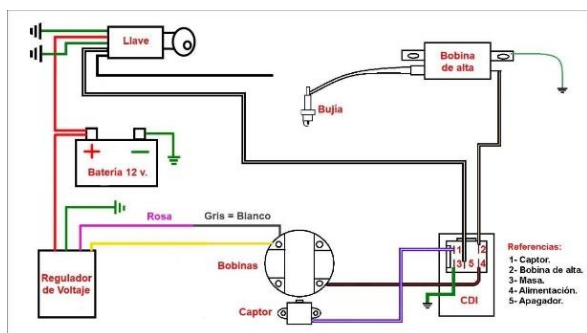 Llave
Bobina
de alta
Bujía
+ −
Batería 12 v.
Rosa
Gris = Blanco
Regulador
de Voltaje
Bobinas
Captor
1 2
3 5 4
CDI
Referencias:
1- Captor.
2- Bobina de alta.
3- Masa.
4- Alimentación.
5- Apagador.